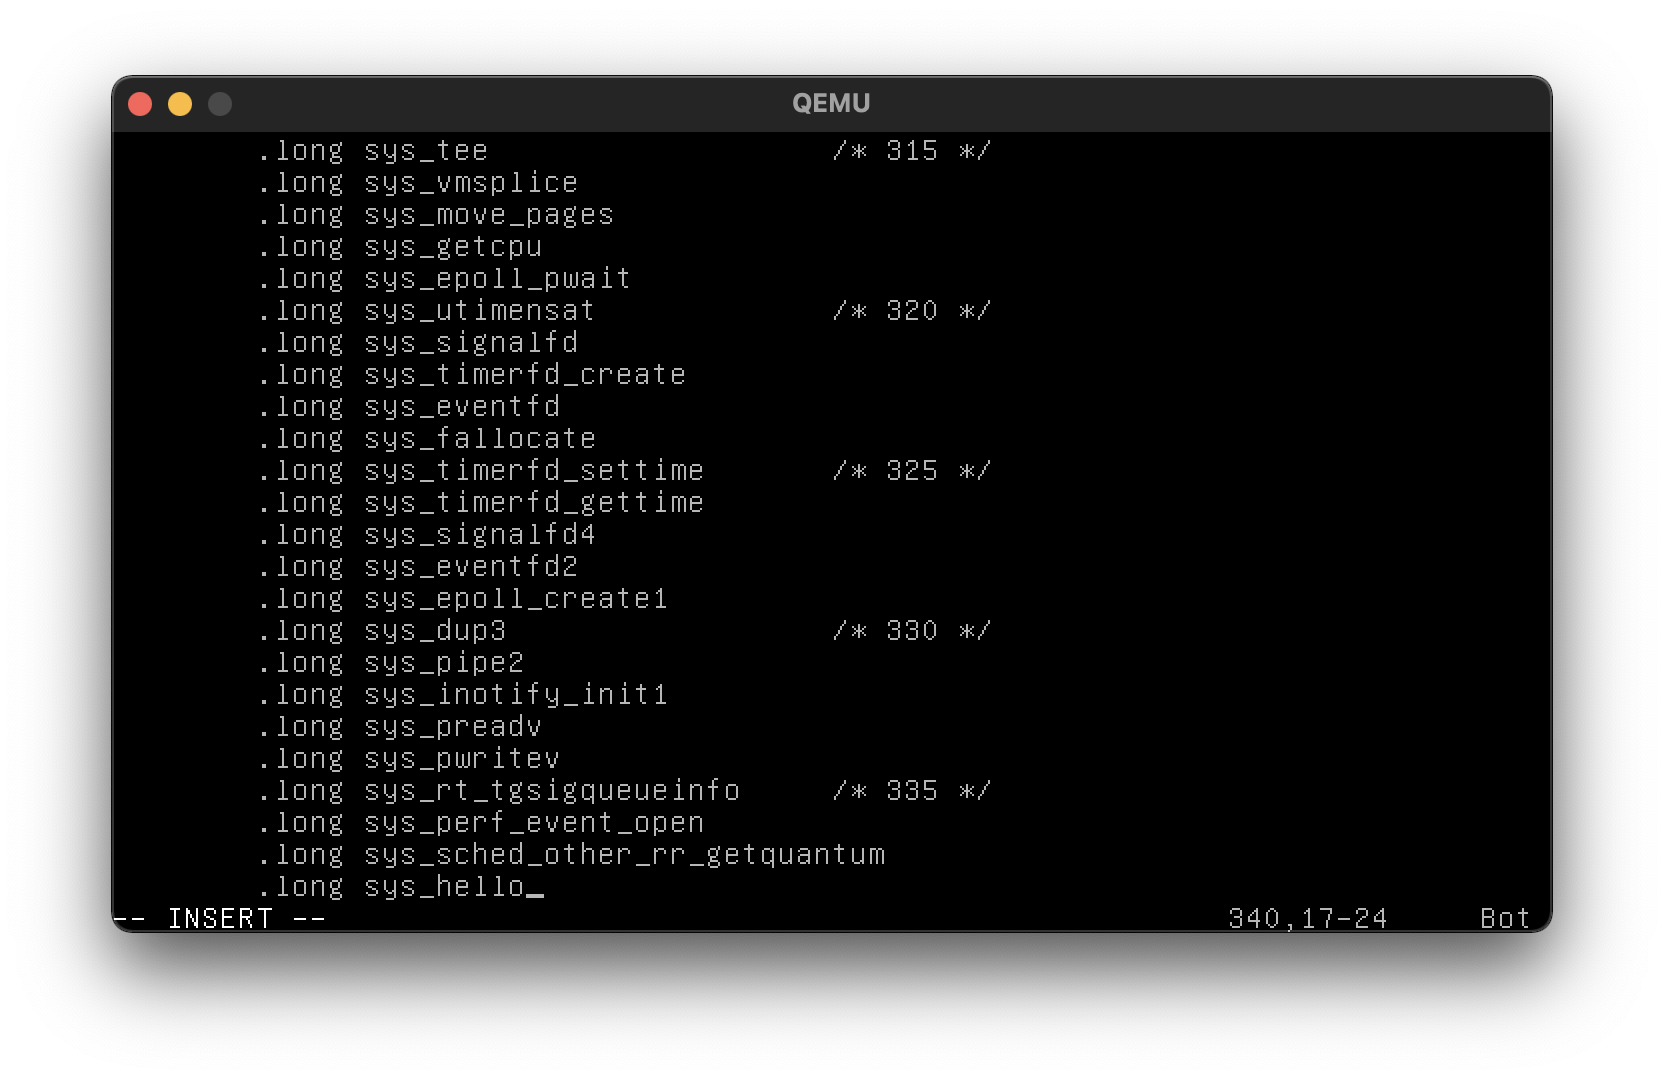 QEMU
.long sys_tee /* 315 */
.long sys_vmsplice
.long sys_move_pages
.long sys_getcpu
.long sys_epoll_pwait
.long sys_utimensat /* 320 */
.long sys_signalfd
.long sys_timerfd_create
.long sys_eventfd
.long sys_fallocate
.long sys_timerfd_settime /* 325 */
.long sys_timerfd_gettime
.long sys_signalfd4
.long sys_eventfd2
.long sys_epoll_create1
.long sys_dup3 /* 330 */
.long sys_pipe2
.long sys_inotify_init1
.long sys_preadv
.long sys_pwritev
.long sys_rt_tgsigqueueinfo /* 335 */
.long sys_perf_event_open
.long sys_sched_other_rr_getquantum
.long sys_hello
-- INSERT -- 340,17-24 Bot